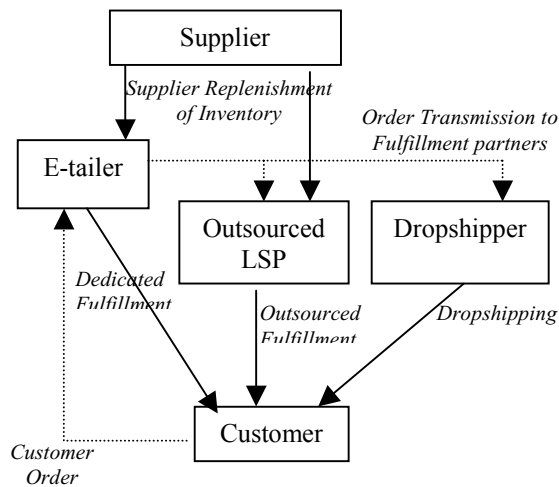 Supplier
Supplier Replenishment
of Inventory
Order Transmission to
Fulfillment partners
E-tailer
Outsourced
LSP
Dropshipper
Dedicated
Fulfillment
Outsourced
Fulfillment
Dropshipping
Customer
Customer
Order